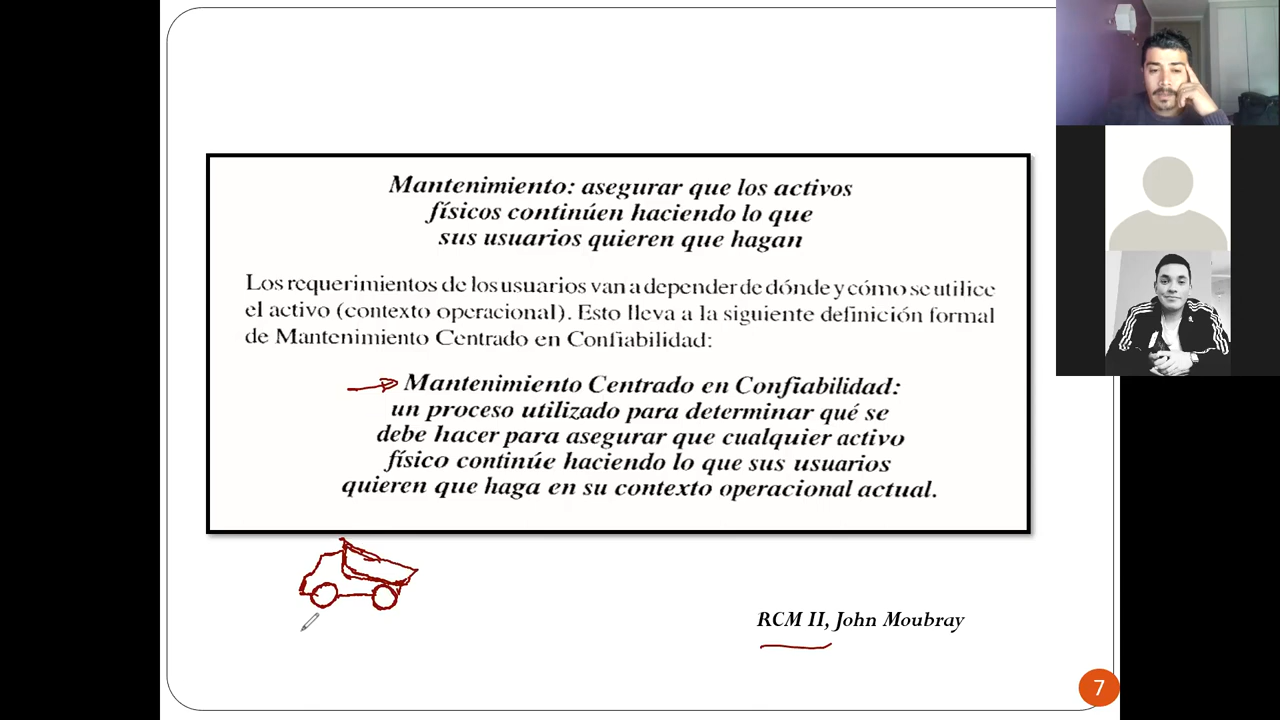 Mantenimiento: asegurar que los activos
físicos continúen haciendo lo que
sus usuarios quieren que hagan
Los requerimientos de los usuarios van a depender de dónde y cómo se utilice
el activo (contexto operacional). Esto lleva a la siguiente definición formal
de Mantenimiento Centrado en Confiabilidad:
Mantenimiento Centrado en Confiabilidad:
un proceso utilizado para determinar qué se
debe hacer para asegurar que cualquier activo
físico continúe haciendo lo que sus usuarios
quieren que haga en su contexto operacional actual.
RCM II, John Moubray
7